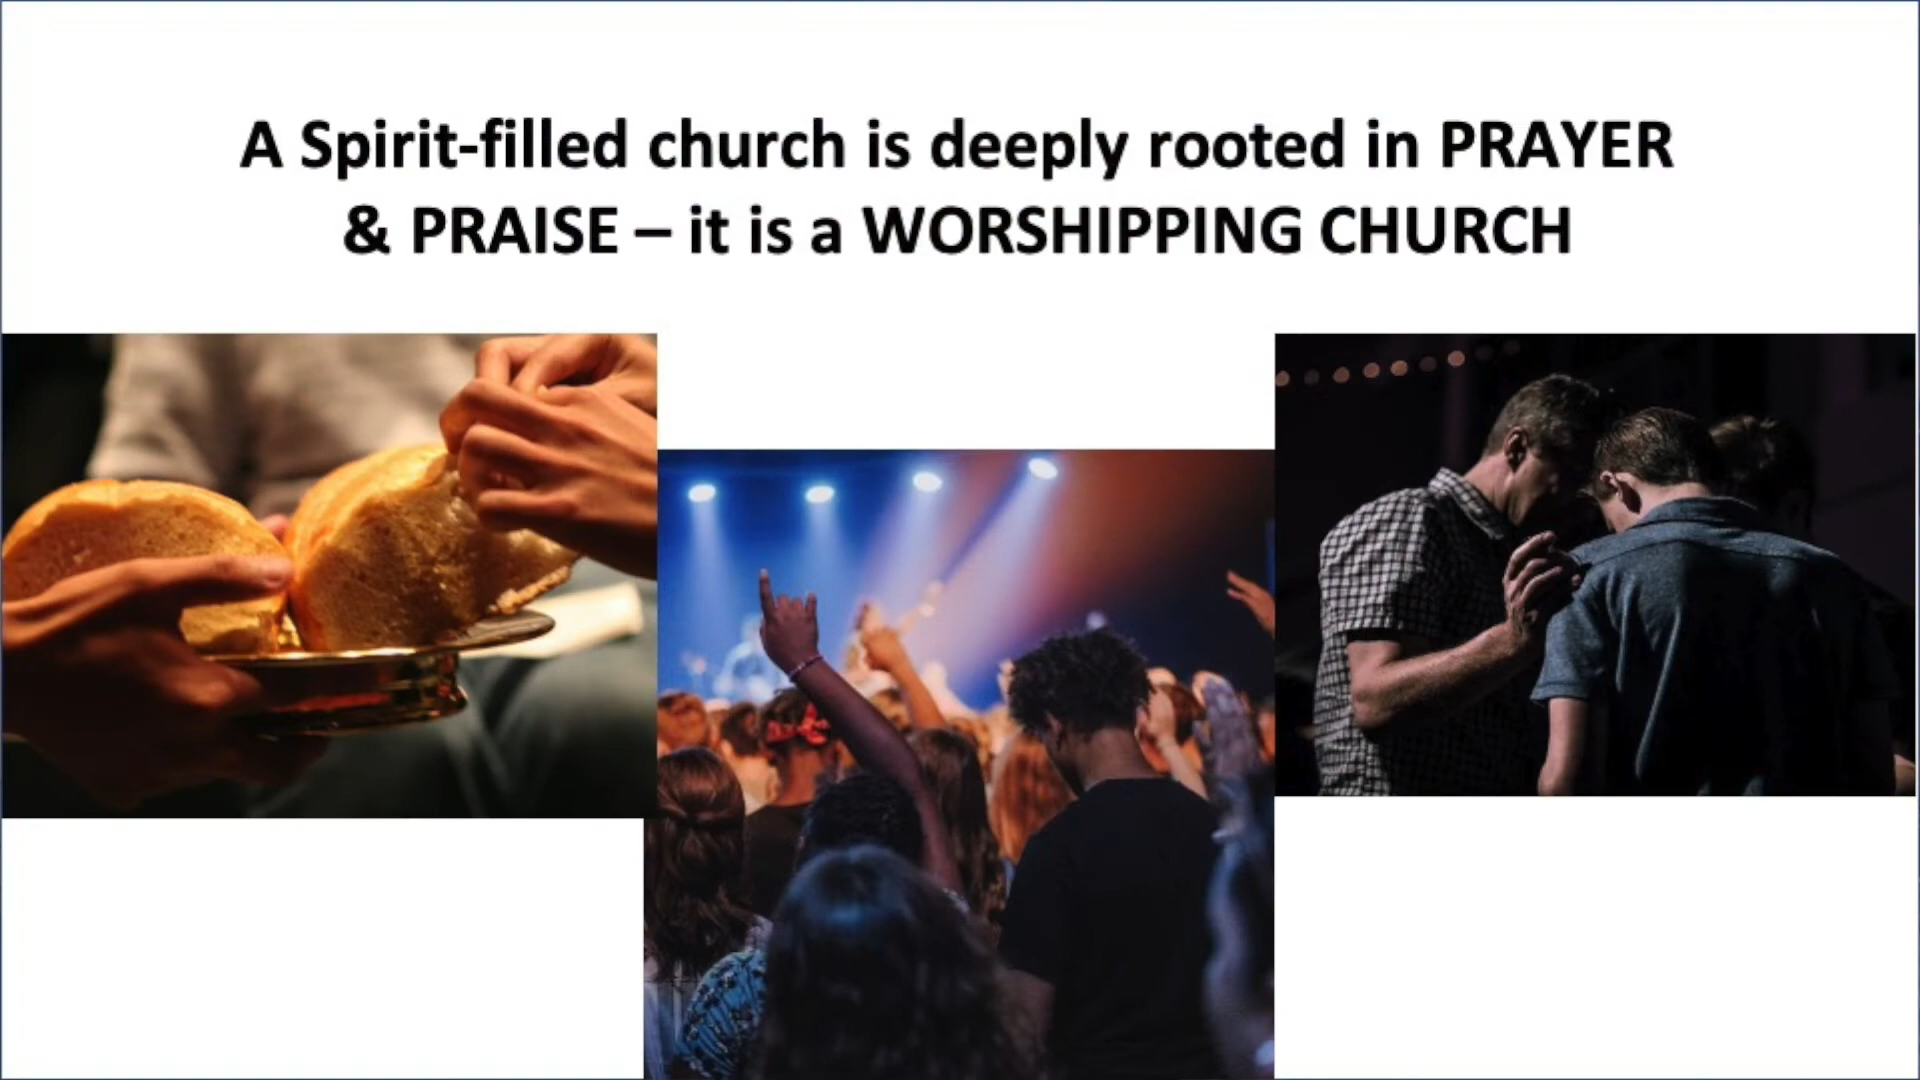 A Spirit-filled church is deeply rooted in PRAYER
& PRAISE – it is a WORSHIPPING CHURCH